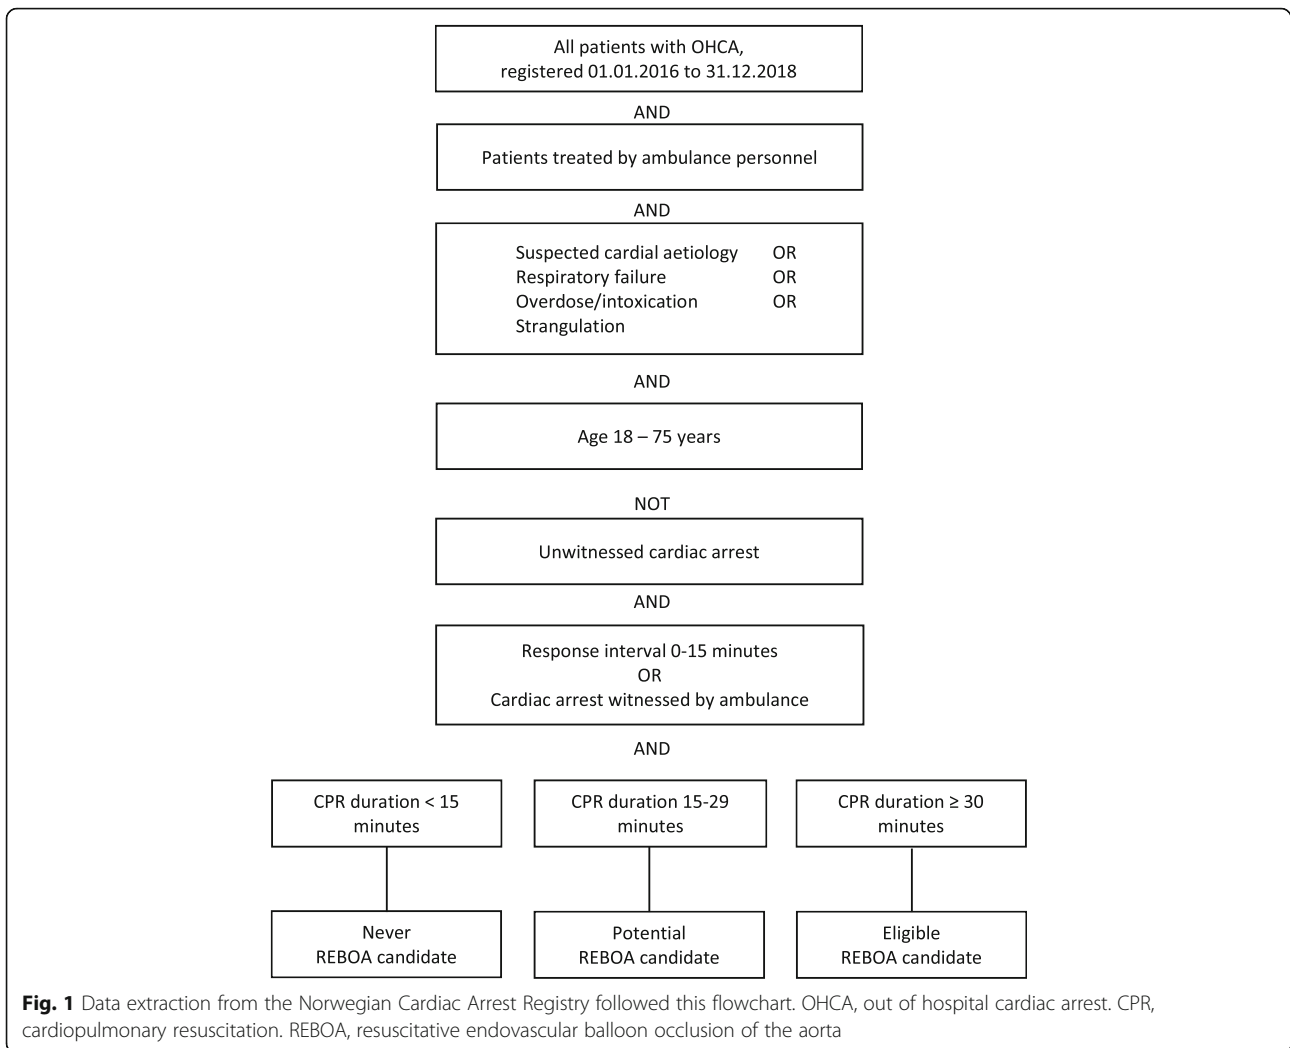 All patients with OHCA,
registered 01.01.2016 to 31.12.2018
AND
Patients treated by ambulance personnel
AND
Suspected cardial aetiology OR
Respiratory failure OR
Overdose/intoxication OR
Strangulation
AND
Age 18 – 75 years
NOT
Unwitnessed cardiac arrest
AND
Response interval 0-15 minutes
OR
Cardiac arrest witnessed by ambulance
AND
CPR duration < 15
minutes
CPR duration 15-29
minutes
CPR duration ≥ 30
minutes
Never
REBOA candidate
Potential
REBOA candidate
Eligible
REBOA candidate
Fig. 1 Data extraction from the Norwegian Cardiac Arrest Registry followed this flowchart. OHCA, out of hospital cardiac arrest. CPR,
cardiopulmonary resuscitation. REBOA, resuscitative endovascular balloon occlusion of the aorta